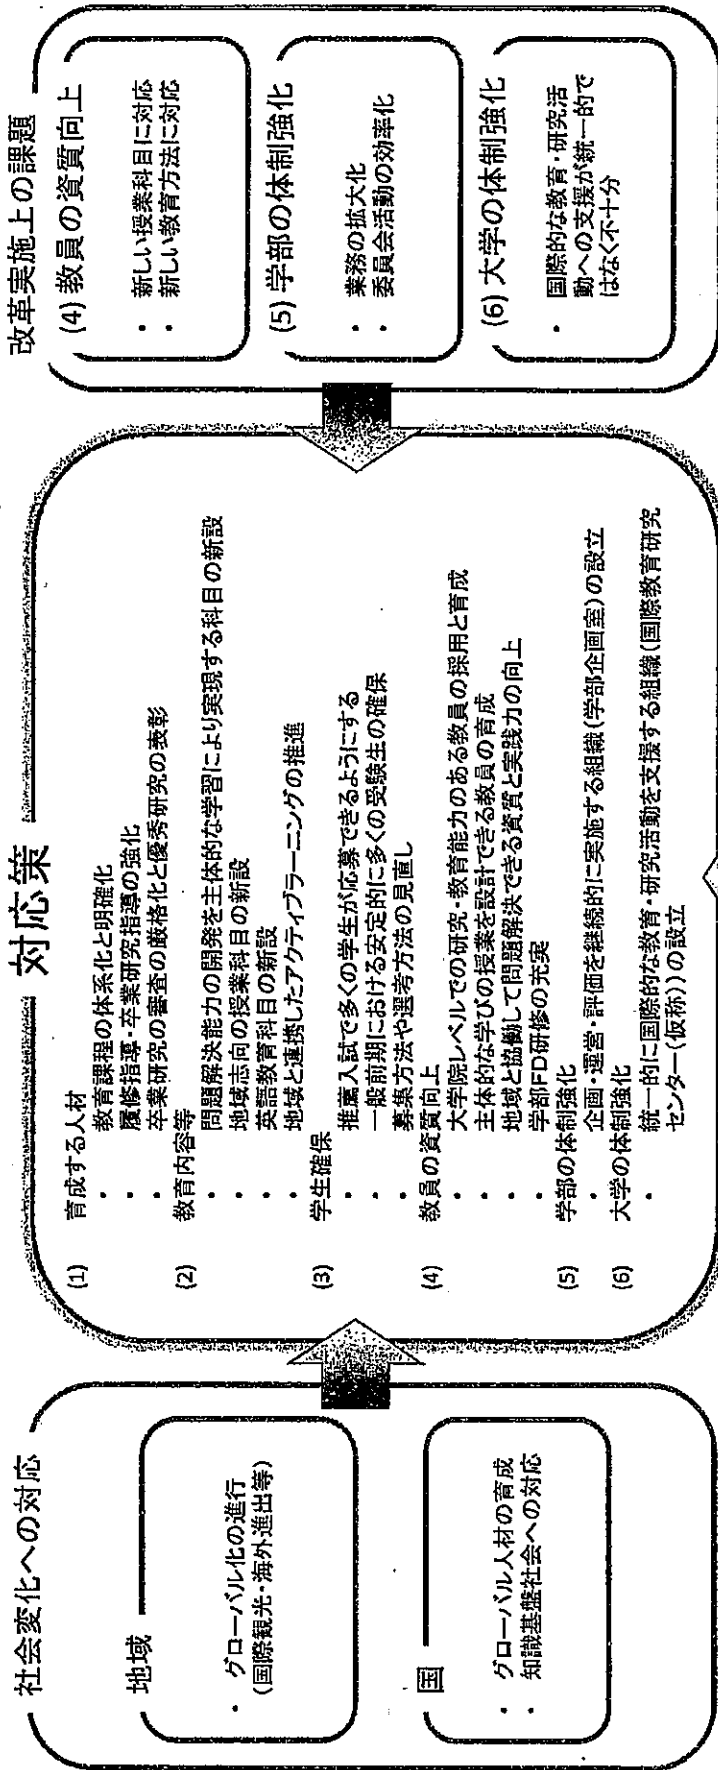 社会変化への対応
地域
• グローバル化の進行
(国際観光・海外進出等)
国
• グローバル人材の育成
• 知識基盤社会への対応
対応策
(1) 育成する人材
• 教育課程の体系化と明確化
• 履修指導・卒業研究指導の強化
• 卒業研究の審査の厳格化と優秀研究の表彰
(2) 教育内容等
• 問題解決能力の開発を主体的な学習により実現する科目の新設
• 地域志向の授業科目の新設
• 英語教育科目の新設
• 地域と連携したアクティブラーニングの推進
(3) 学生確保
• 推薦入試で多くの学生が応募できるようにする
• 一般前期における安定的に多くの受験生の確保
• 募集方法や選考方法の見直し
(4) 教員の資質向上
• 大学院レベルでの研究・教育能力のある教員の採用と育成
• 主体的な学びの授業を設計できる教員の育成
• 地域と協働して問題解決できる資質と実践力の向上
• 学部FD研修の充実
(5) 学部の体制強化
• 企画・運営・評価を継続的に実施する組織(学部企画室)の設立
(6) 大学の体制強化
• 統一的に国際的な教育・研究活動を支援する組織(国際教育研究
センター(仮称))の設立
改革実施上の課題
(4) 教員の資質向上
• 新しい授業科目に対応
• 新しい教育方法に対応
(5) 学部の体制強化
• 業務の拡大化
• 委員会活動の効率化
(6) 大学の体制強化
• 国際的な教育・研究活
動への支援が統一的で
はなく不十分